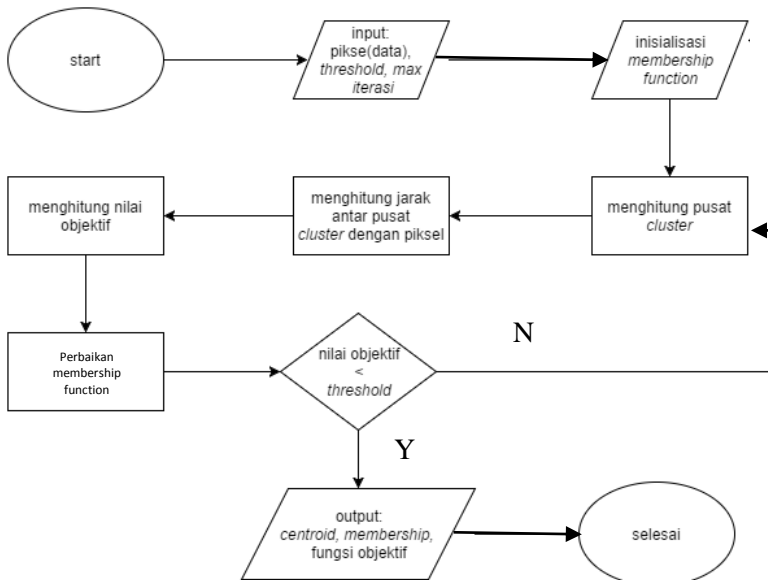 start
input:
pikse(data),
threshold, max
iterasi
inisialisasi
membership
function
menghitung nilai
objektif
menghitung jarak
antar pusat
cluster dengan piksel
menghitung pusat
cluster
Perbaikan
membership
function
nilai objektif
<
threshold
N
Y
output:
centroid, membership,
fungsi objektif
selesai